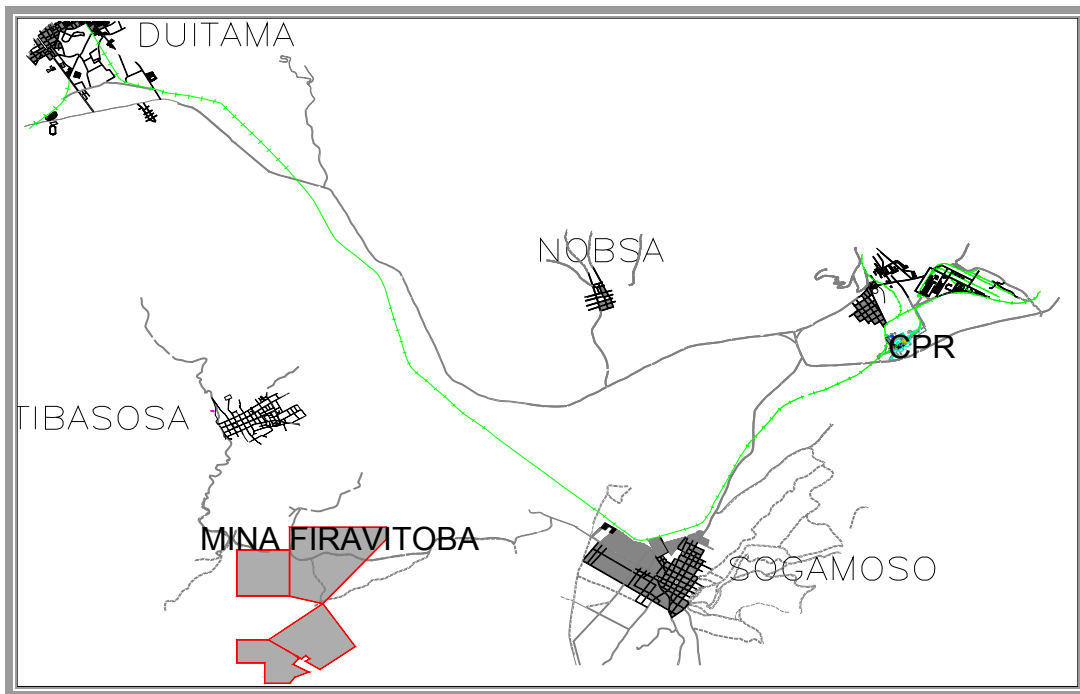 DUITAMA
NOBSA
CPR
TIBASOSA
MINA FIRAVITOBA
SOGAMOSO